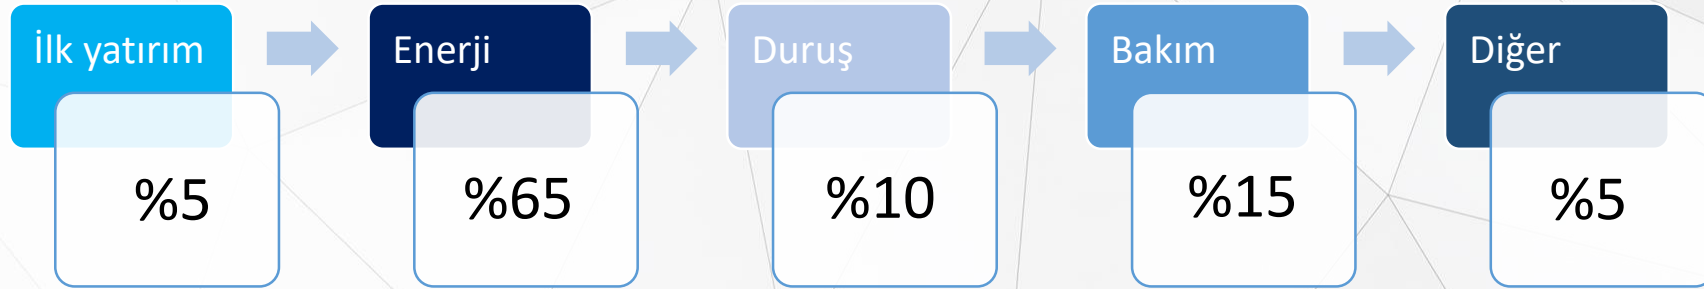 İlk yatırım
%5
Enerji
%65
Duruş
%10
Bakım
%15
Diğer
%5